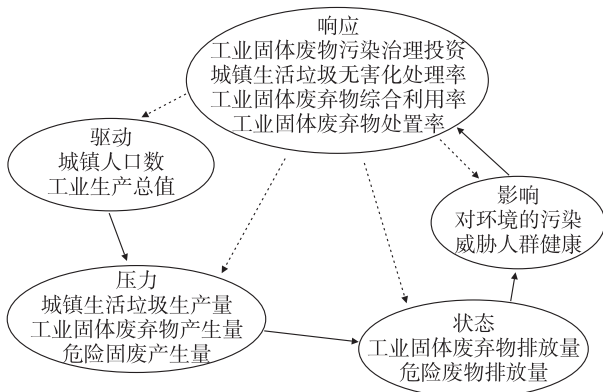 响应
工业固体废物污染治理投资
城镇生活垃圾无害化处理率
工业固体废弃物综合利用率
工业固体废弃物处置率
驱动
城镇人口数
工业生产总值
影响
对环境的污染
威胁人群健康
压力
城镇生活垃圾生产量
工业固体废弃物产生量
危险固废产生量
状态
工业固体废弃物排放量
危险废物排放量